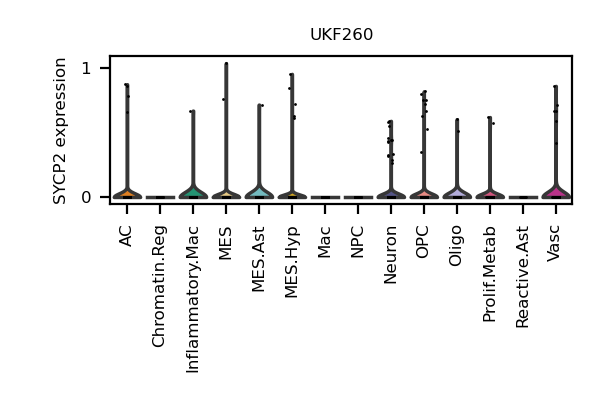 UKF260
SYCP2 expression
1
0
AC
Chromatin.Reg
Inflammatory.Mac
MES
MES.Ast
MES.Hyp
Mac
NPC
Neuron
OPC
Oligo
Prolif.Metab
Reactive.Ast
Vasc